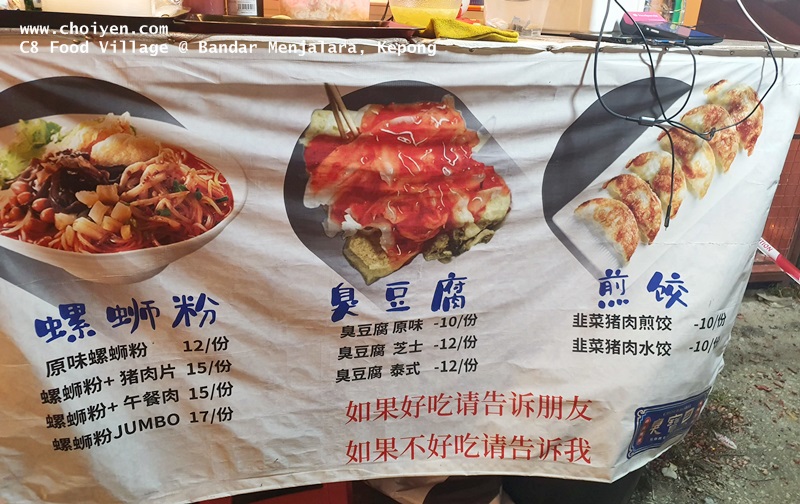 www.choiyen.com
C8 Food Village @ Bandar Menjalara, Kepong
螺蛳粉
原味螺蛳粉 12/份
螺蛳粉+ 猪肉片 15/份
螺蛳粉+ 午餐肉 15/份
螺蛳粉JUMBO 17/份
臭豆腐
臭豆腐 原味 -10/份
臭豆腐 芝士 -12/份
臭豆腐 泰式 -12/份
煎饺
韭菜猪肉煎饺 -10/份
韭菜猪肉水饺 -10/份
如果好吃请告诉朋友
如果不好吃请告诉我